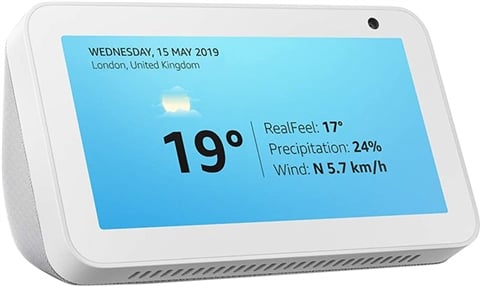 WEDNESDAY, 15 MAY 2019
London, United Kingdom
19°
RealFeel: 17°
Precipitation: 24%
Wind: N 5.7 km/h